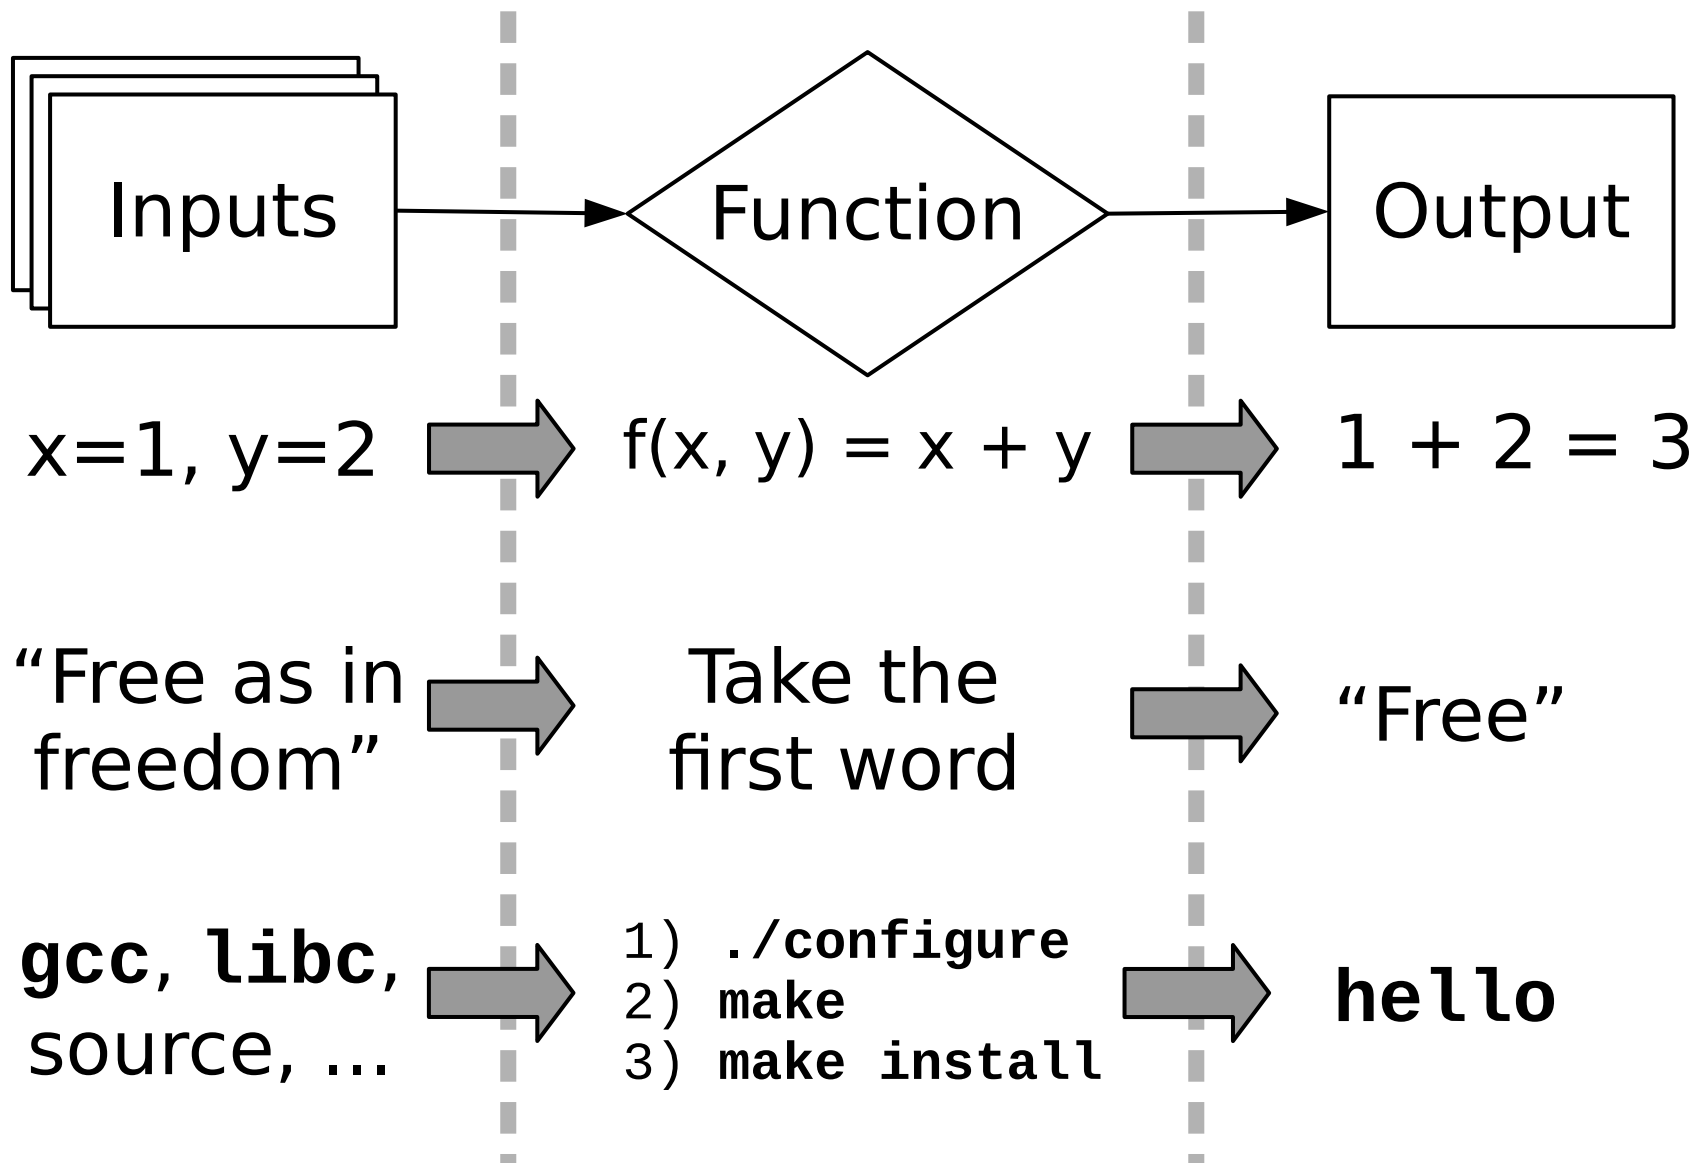 Inputs
Function
Output
x=1, y=2
f(x, y) = x + y
1 + 2 = 3
“Free as in
freedom”
Take the
first word
“Free”
gcc, libc,
source, ...
1) ./configure
2) make
3) make install
hello